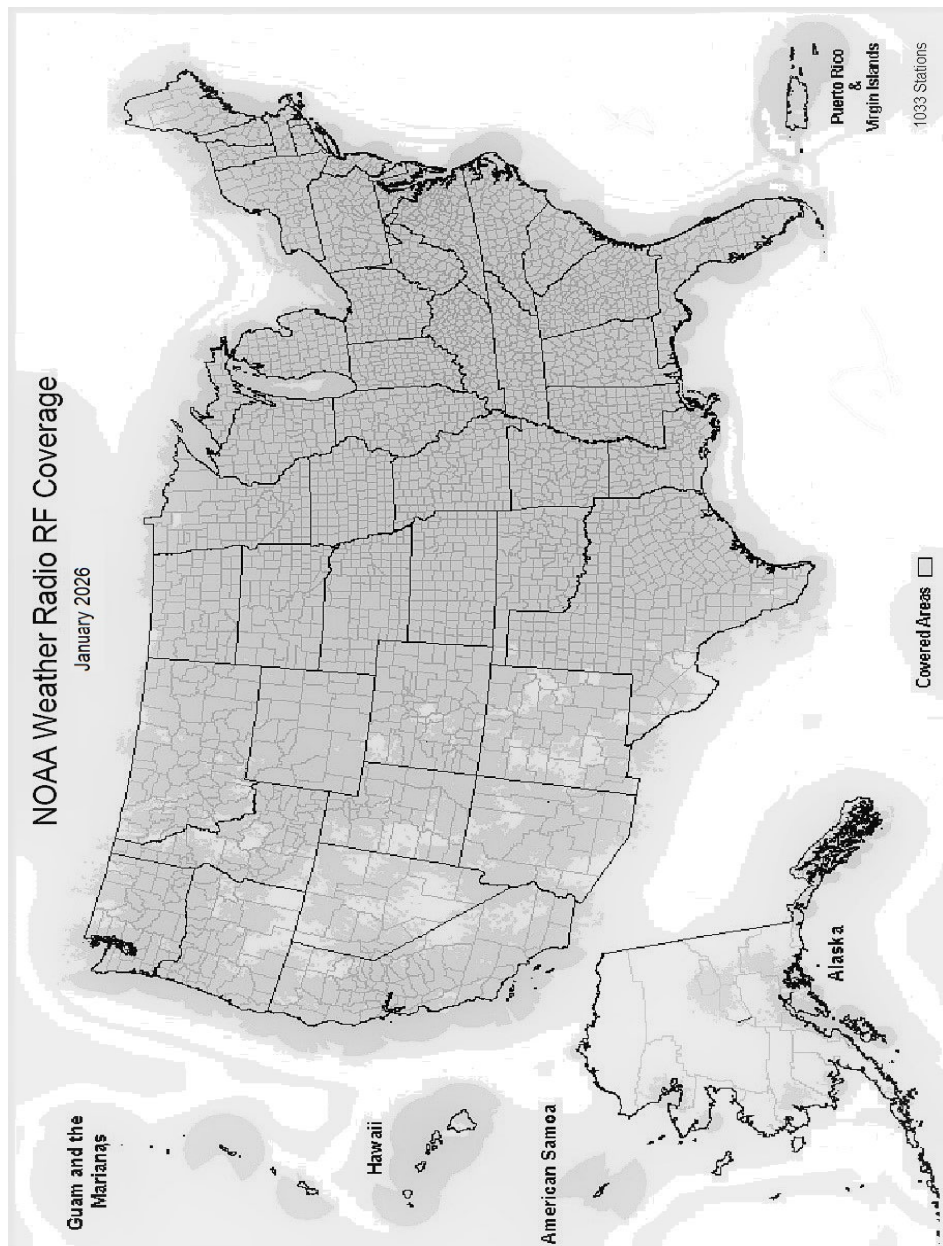 NOAA Weather Radio RF Coverage
January 2026
Guam and the
Marianas
Hawaii
American Samoa
Alaska
Covered Areas
Puerto Rico
&
Virgin Islands
1033 Stations